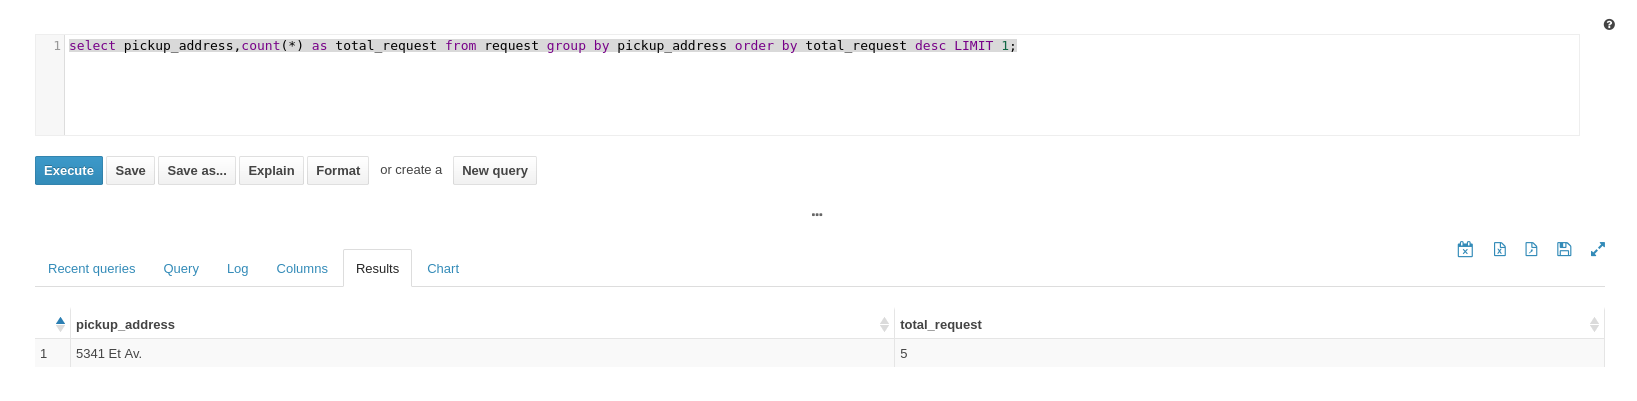 1 select pickup_address,count(*) as total_request from request group by pickup_address order by total_request desc LIMIT 1;
Execute Save Save as... Explain Format or create a New query
Recent queries Query Log Columns Results Chart
pickup_address total_request
1 5341 Et Av. 5